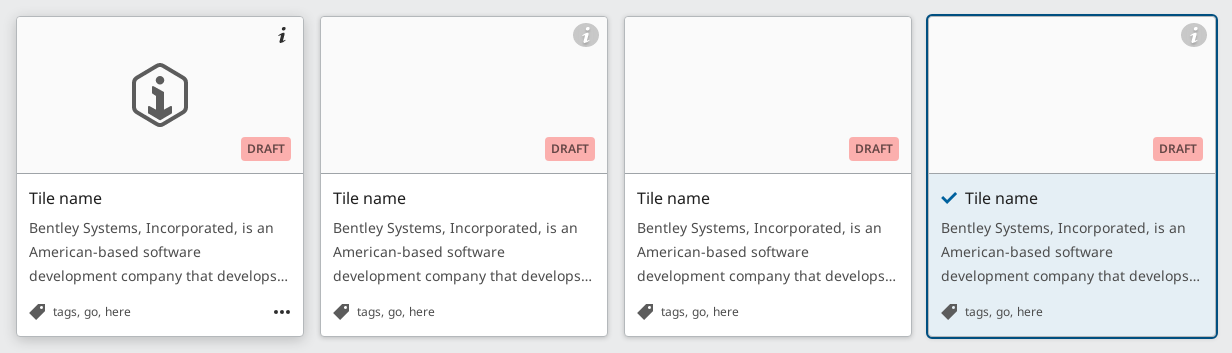 DRAFT
Tile name
Bentley Systems, Incorporated, is an
American-based software
development company that develops...
tags, go, here
DRAFT
Tile name
Bentley Systems, Incorporated, is an
American-based software
development company that develops...
tags, go, here
DRAFT
Tile name
Bentley Systems, Incorporated, is an
American-based software
development company that develops...
tags, go, here
DRAFT
Tile name
Bentley Systems, Incorporated, is an
American-based software
development company that develops...
tags, go, here